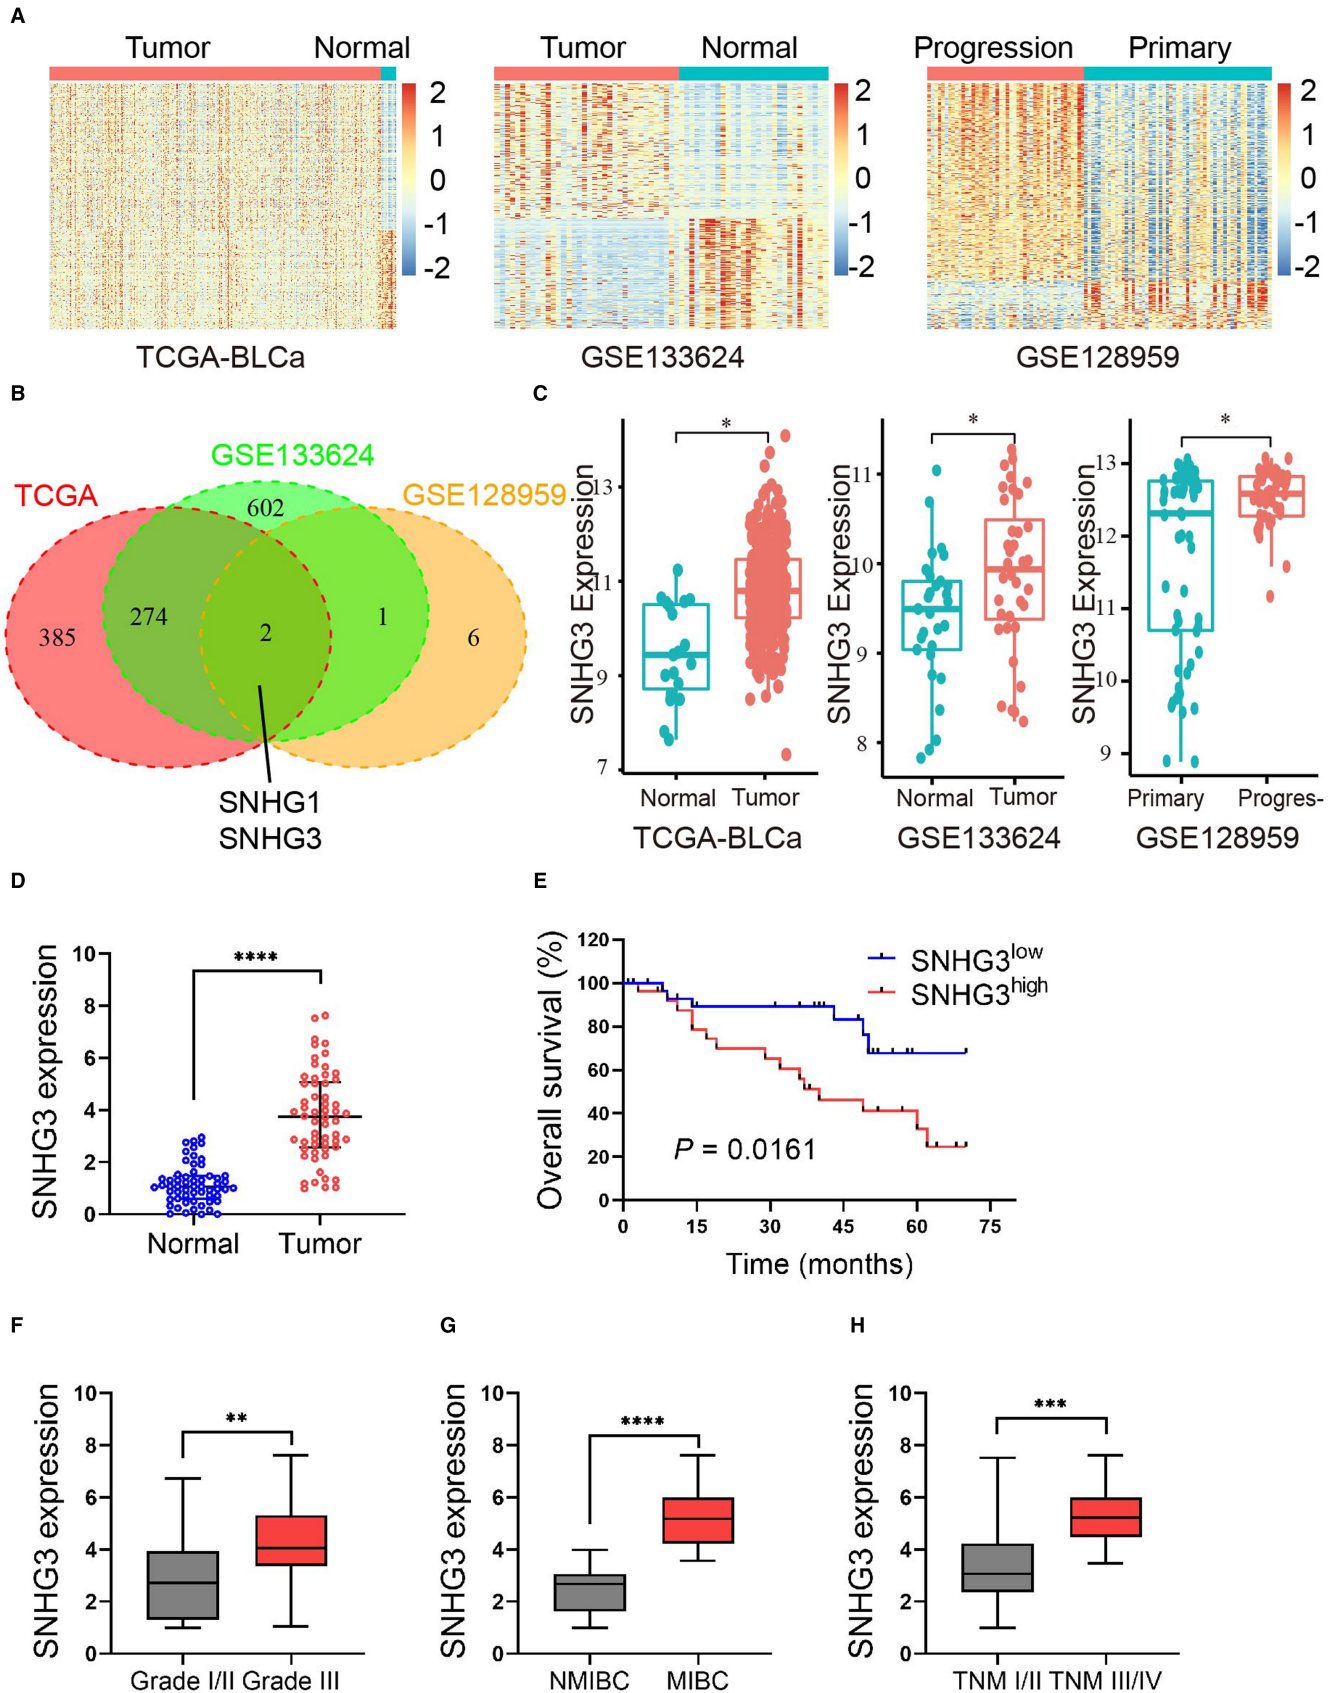 A
Tumor Normal
2
1
0
-1
-2
TCGA-BLCa
Tumor Normal
2
1
0
-1
-2
GSE133624
Progression Primary
2
1
0
-1
-2
GSE128959
B
GSE133624
TCGA
GSE128959
602
385
274
2
1
6
SNHG1
SNHG3
C
SNHG3 Expression
13
11
9
7
*
Normal Tumor
TCGA-BLCa
SNHG3 Expression
11
10
9
8
*
Normal Tumor
GSE133624
SNHG3 Expression
13
12
11
10
9
*
Primary Progres-
GSE128959
D
SNHG3 expression
10
8
6
4
2
0
****
Normal Tumor
E
Overall survival (%)
120
100
80
60
40
20
0
SNHG3low
SNHG3high
P = 0.0161
0 15 30 45 60 75
Time (months)
F
SNHG3 expression
10
8
6
4
2
0
**
Grade I/II Grade III
G
SNHG3 expression
10
8
6
4
2
0
****
NMIBC MIBC
H
SNHG3 expression
10
8
6
4
2
0
***
TNM I/II TNM III/IV